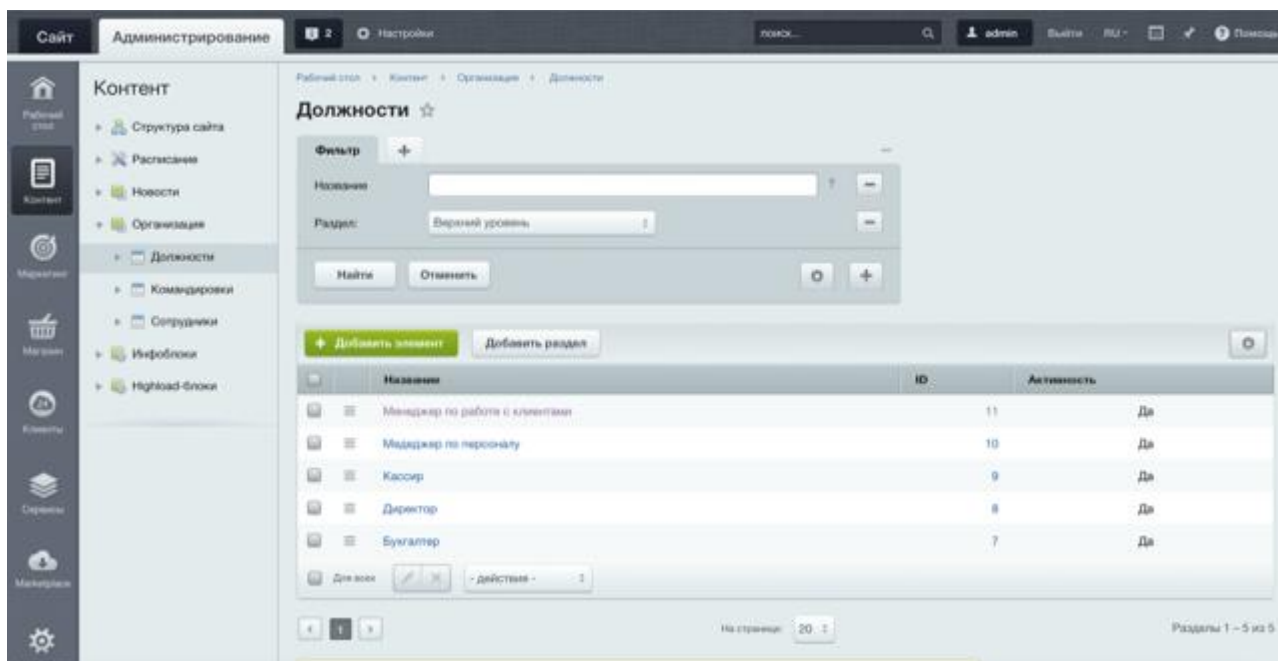 Сайт
Администрирование
2
Настройки
поиск...
admin
Выйти
RU
Помощь
Рабочий стол
Контент
Маркетинг
Магазин
24
Клиенты
Сервисы
Marketplace
Контент
Структура сайта
Расписание
Новости
Организация
Должности
Командировки
Сотрудники
Инфоблоки
Highload-блоки
Рабочий стол Контент Организация Должности
Должности
Фильтр
Название
?
Раздел:
Верхний уровень
Найти
Отменить
Добавить элемент
Добавить раздел
Название ID Активность
Менеджер по работе с клиентами 11 Да
Меденджер по персоналу 10 Да
Кассир 9 Да
Директор 8 Да
Бухгалтер 7 Да
Для всех
- действия -
1
На странице: 20
Разделы 1 – 5 из 5